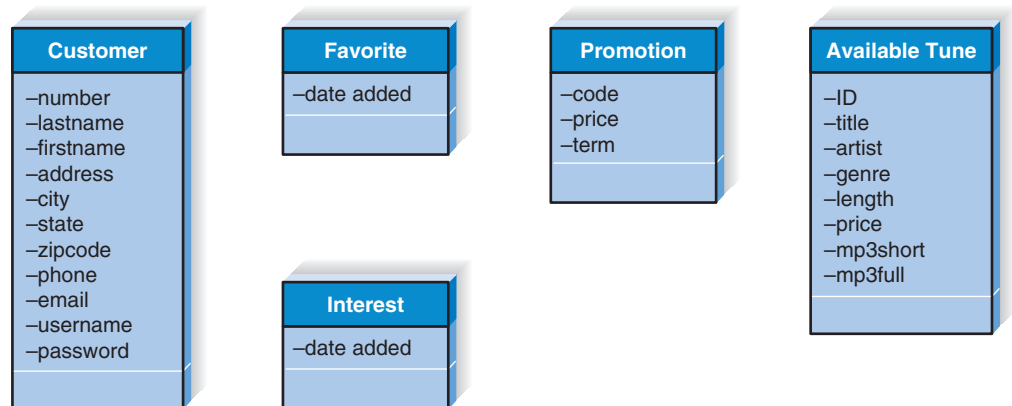 Customer
–number
–lastname
–firstname
–address
–city
–state
–zipcode
–phone
–email
–username
–password
Favorite
–date added
Interest
–date added
Promotion
–code
–price
–term
Available Tune
–ID
–title
–artist
–genre
–length
–price
–mp3short
–mp3full